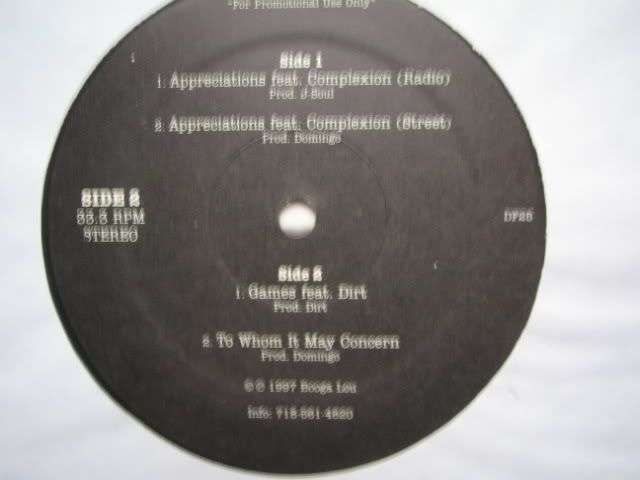 "For Promotional Use Only"
Side 1
1. Appreciations feat. Complexion (Radio)
Prod. J-Soul
2. Appreciations feat. Complexion (Street)
Prod. Domingo
SIDE 2
33.3 RPM
STEREO
DF25
Side 2
1. Games feat. Dirt
Prod. Dirt
2. To Whom It May Concern
Prod. Domingo
©℗ 1997 Booga Lou
Info: